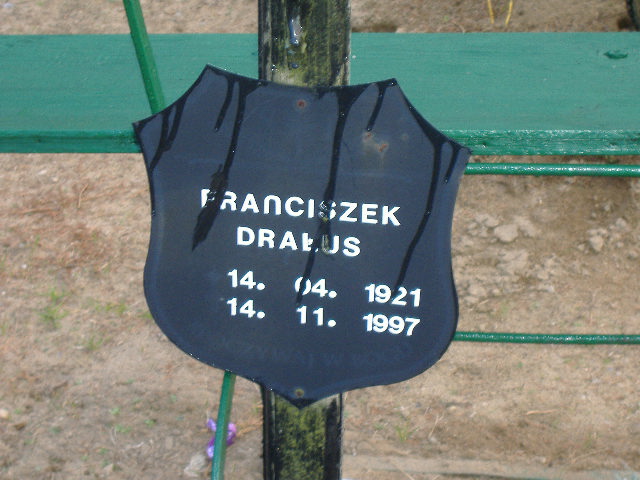 FRANCISZEK
DRAŁUS
14. 04. 1921
14. 11. 1997